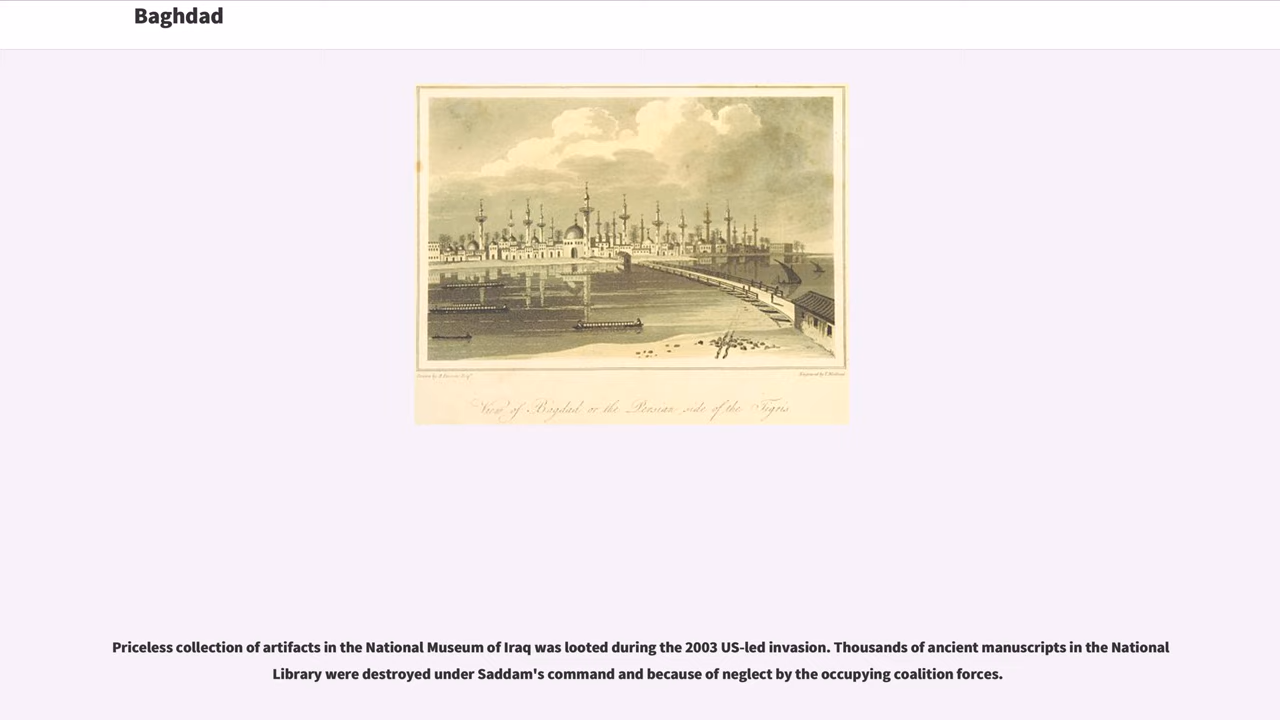 Baghdad
View of Bagdad on the Persian side of the Tigris
Priceless collection of artifacts in the National Museum of Iraq was looted during the 2003 US-led invasion. Thousands of ancient manuscripts in the National
Library were destroyed under Saddam's command and because of neglect by the occupying coalition forces.